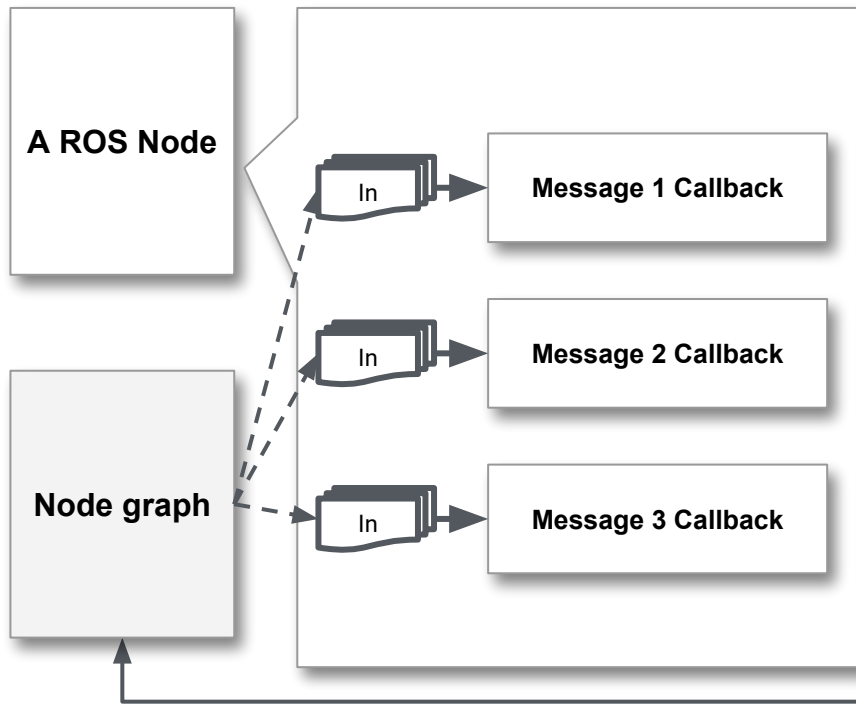 A ROS Node
In
Message 1 Callback
In
Message 2 Callback
Node graph
In
Message 3 Callback